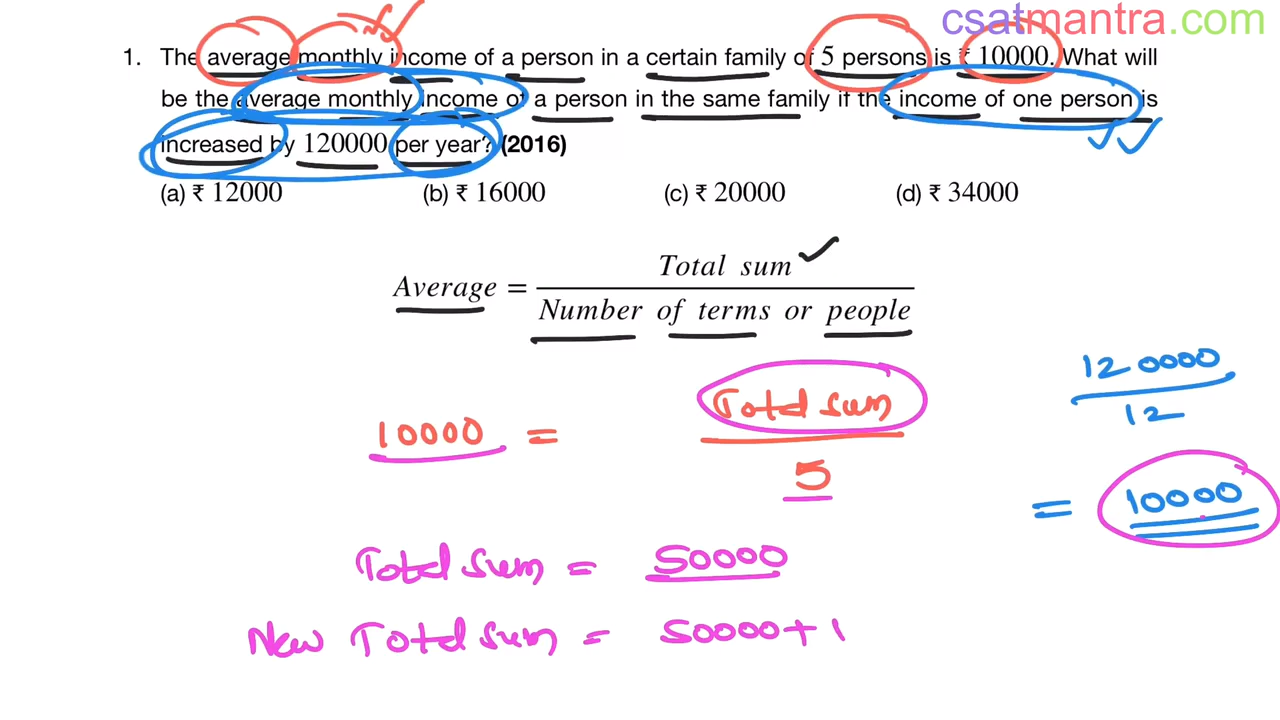 csatmantra.com
1. The average monthly income of a person in a certain family of 5 persons is ₹ 10000. What will
be the average monthly income of a person in the same family if the income of one person is
increased by 120000 per year? (2016)
(a) ₹ 12000 (b) ₹ 16000 (c) ₹ 20000 (d) ₹ 34000
Total sum
Average =
Number of terms or people
120000
12
Total sum
10000 =
5
= 10000
Total sum = 50000
New Total sum = 50000+1